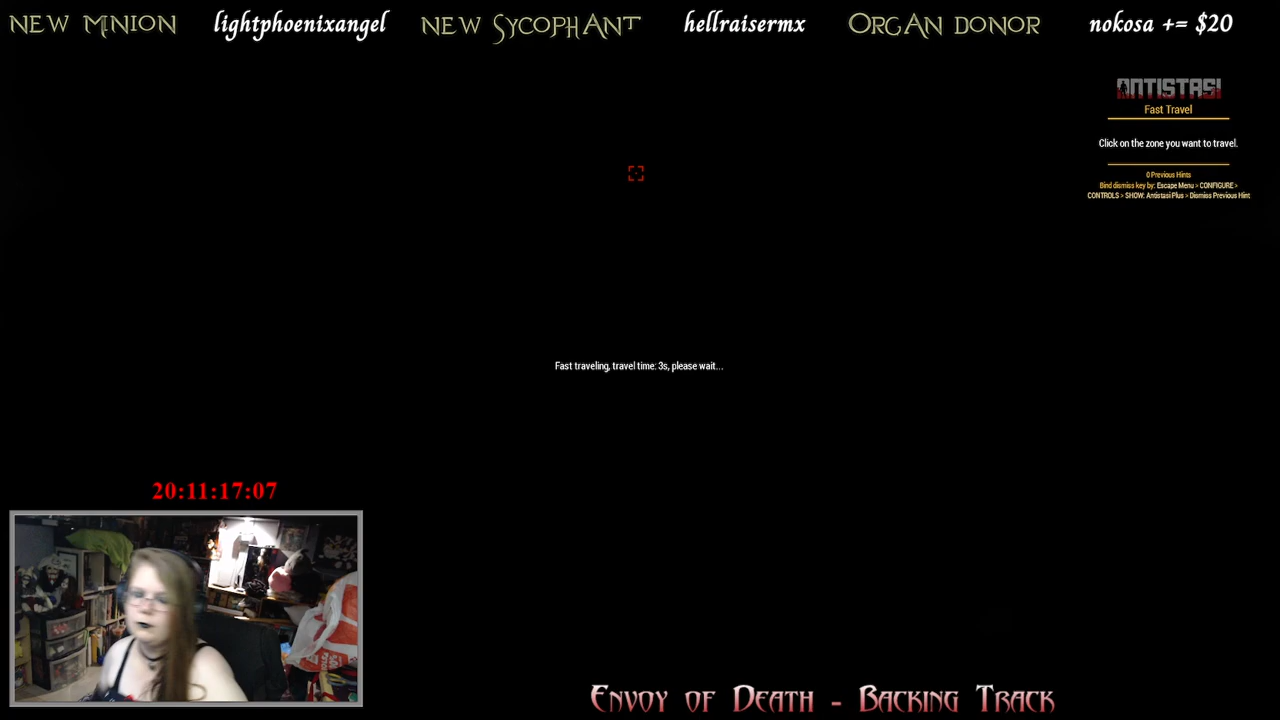 NEW MINION lightphoenixangel NEW SYCOPHANT hellraisermx ORGAN DONOR nokosa += $20
ANTISTASI
Fast Travel
Click on the zone you want to travel.
0 Previous Hints
Bind dismiss key by: Escape Menu > CONFIGURE >
CONTROLS > SHOW: Antistasi Plus > Dismiss Previous Hint
Fast traveling, travel time: 3s, please wait...
20:11:17:07
ENVOY OF DEATH - BACKING TRACK